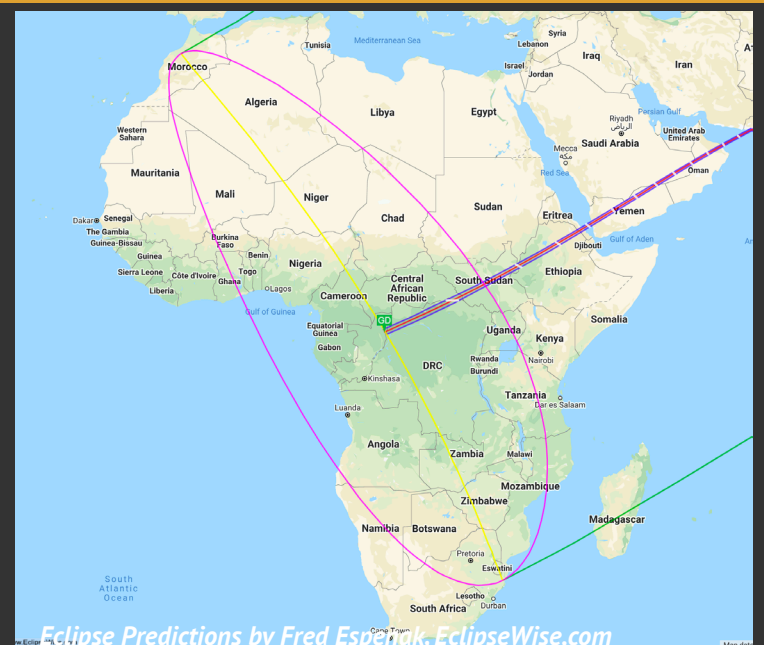 Tunisia
Mediterranean Sea
Syria
Lebanon
Iraq
Israel
Jordan
Iran
Morocco
Algeria
Libya
Egypt
Persian Gulf
Riyadh
الرياض
Western
Sahara
Saudi Arabia
United Arab
Emirates
Mecca
مكة
Mauritania
Red Sea
Oman
Mali
Niger
Chad
Sudan
Eritrea
Yemen
Dakar
Senegal
The Gambia
Guinea-Bissau
Burkina
Faso
Djibouti
Gulf of Aden
Guinea
Benin
Nigeria
Sierra Leone
Côte d'Ivoire
Togo
Ghana
Liberia
Lagos
Central
African
Republic
South Sudan
Ethiopia
Cameroon
Gulf of Guinea
GD
Somalia
Equatorial
Guinea
Gabon
Uganda
Kenya
Nairobi
DRC
Rwanda
Burundi
Kinshasa
Tanzania
Dar es Salaam
Luanda
Angola
Zambia
Malawi
Mozambique
Zimbabwe
Madagascar
Namibia
Botswana
Pretoria
Eswatini
South
Atlantic
Ocean
Lesotho
Durban
South Africa
Cape Town
Eclipse Predictions by Fred Espenak, EclipseWise.com